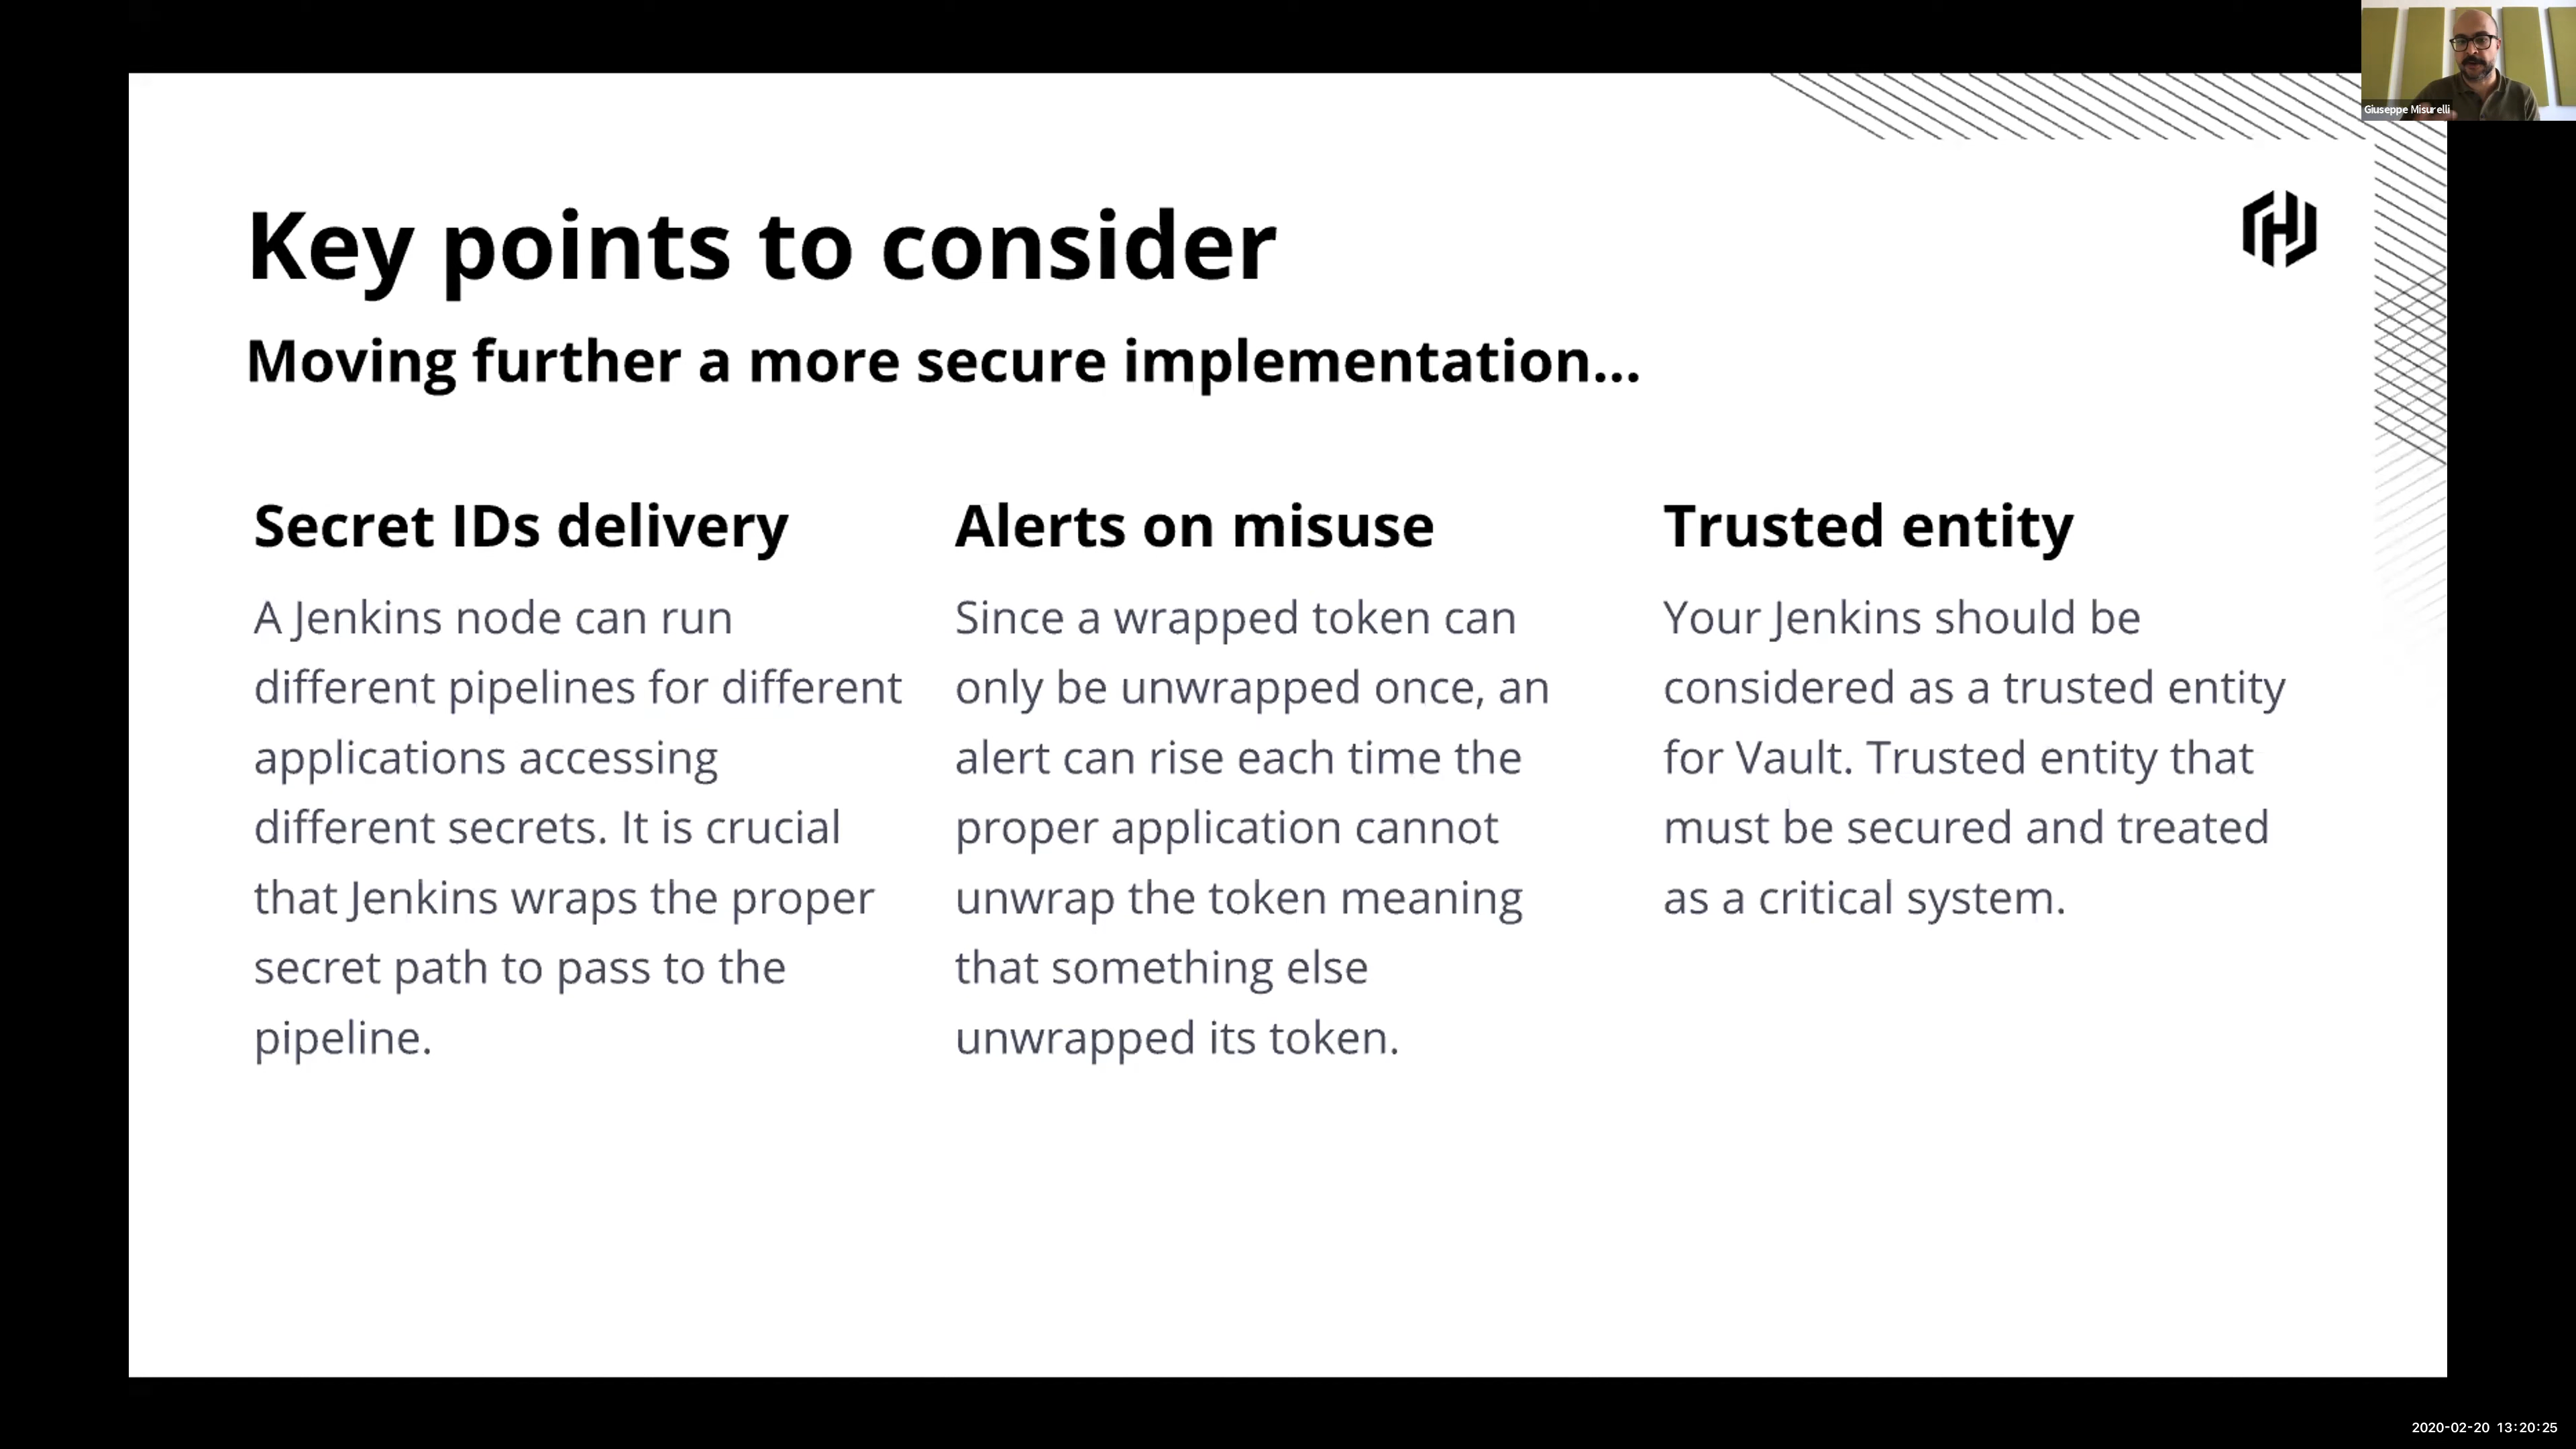 Giuseppe Misurelli
Key points to consider
Moving further a more secure implementation...
Secret IDs delivery
A Jenkins node can run
different pipelines for different
applications accessing
different secrets. It is crucial
that Jenkins wraps the proper
secret path to pass to the
pipeline.
Alerts on misuse
Since a wrapped token can
only be unwrapped once, an
alert can rise each time the
proper application cannot
unwrap the token meaning
that something else
unwrapped its token.
Trusted entity
Your Jenkins should be
considered as a trusted entity
for Vault. Trusted entity that
must be secured and treated
as a critical system.
2020-02-20 13:20:25